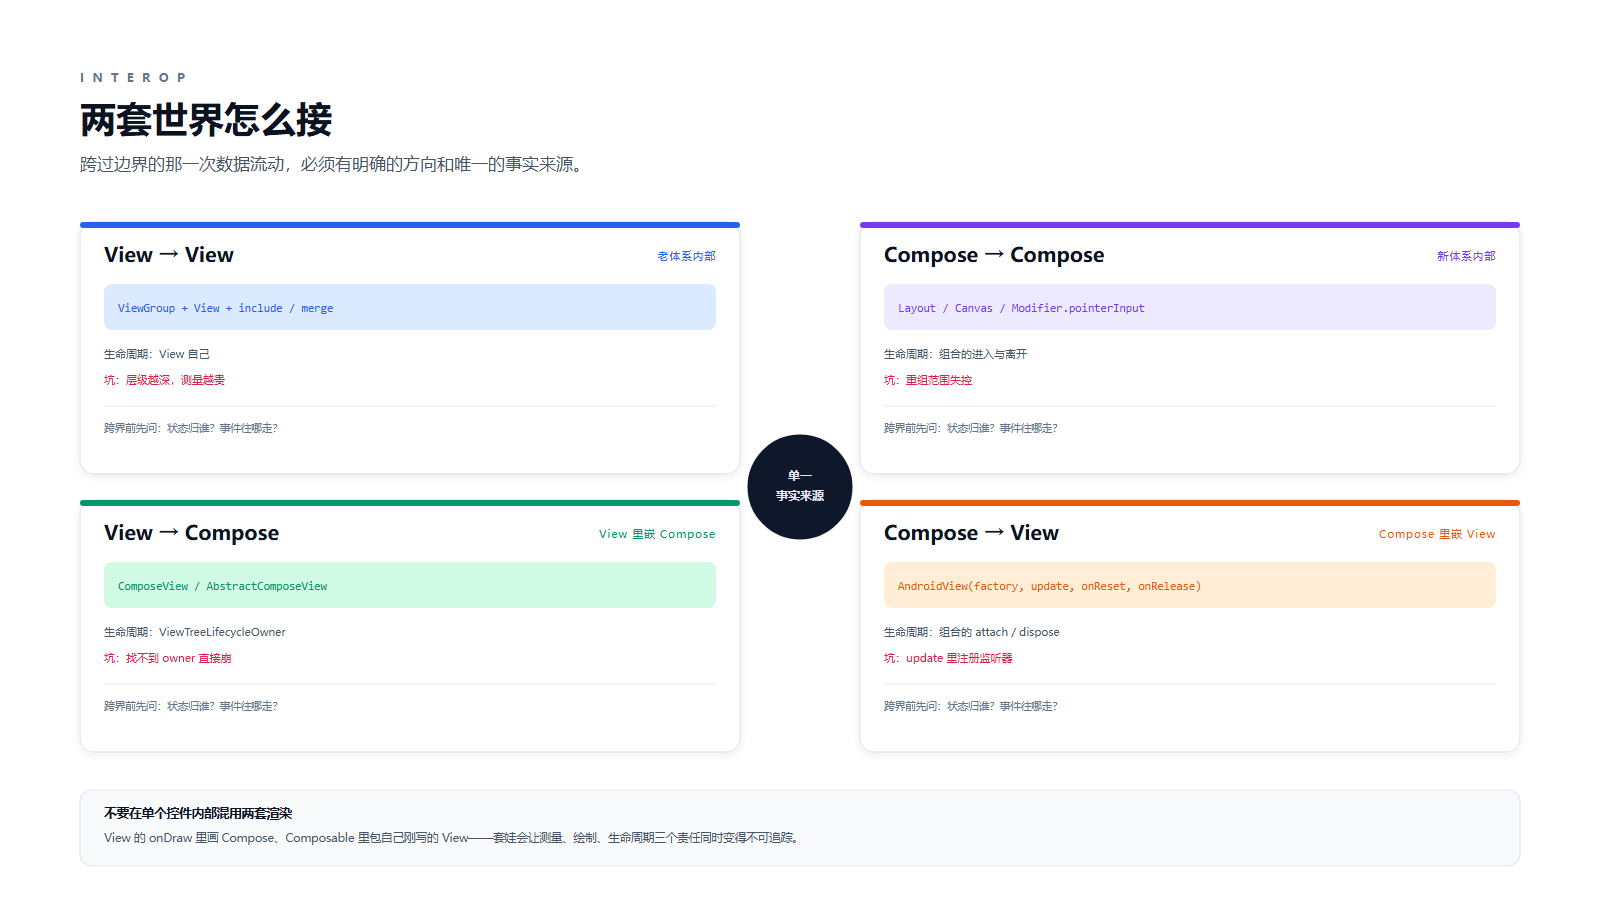 INTEROP
两套世界怎么接
跨过边界的那一次数据流动，必须有明确的方向和唯一的事实来源。
View → View
老体系内部
ViewGroup + View + include / merge
生命周期：View 自己
坑：层级越深，测量越贵
跨界前先问：状态归谁？事件往哪走？
Compose → Compose
新体系内部
Layout / Canvas / Modifier.pointerInput
生命周期：组合的进入与离开
坑：重组范围失控
跨界前先问：状态归谁？事件往哪走？
单一
事实来源
View → Compose
View 里嵌 Compose
ComposeView / AbstractComposeView
生命周期：ViewTreeLifecycleOwner
坑：找不到 owner 直接崩
跨界前先问：状态归谁？事件往哪走？
Compose → View
Compose 里嵌 View
AndroidView(factory, update, onReset, onRelease)
生命周期：组合的 attach / dispose
坑：update 里注册监听器
跨界前先问：状态归谁？事件往哪走？
不要在单个控件内部混用两套渲染
View 的 onDraw 里画 Compose、Composable 里包自己刚写的 View——套娃会让测量、绘制、生命周期三个责任同时变得不可追踪。